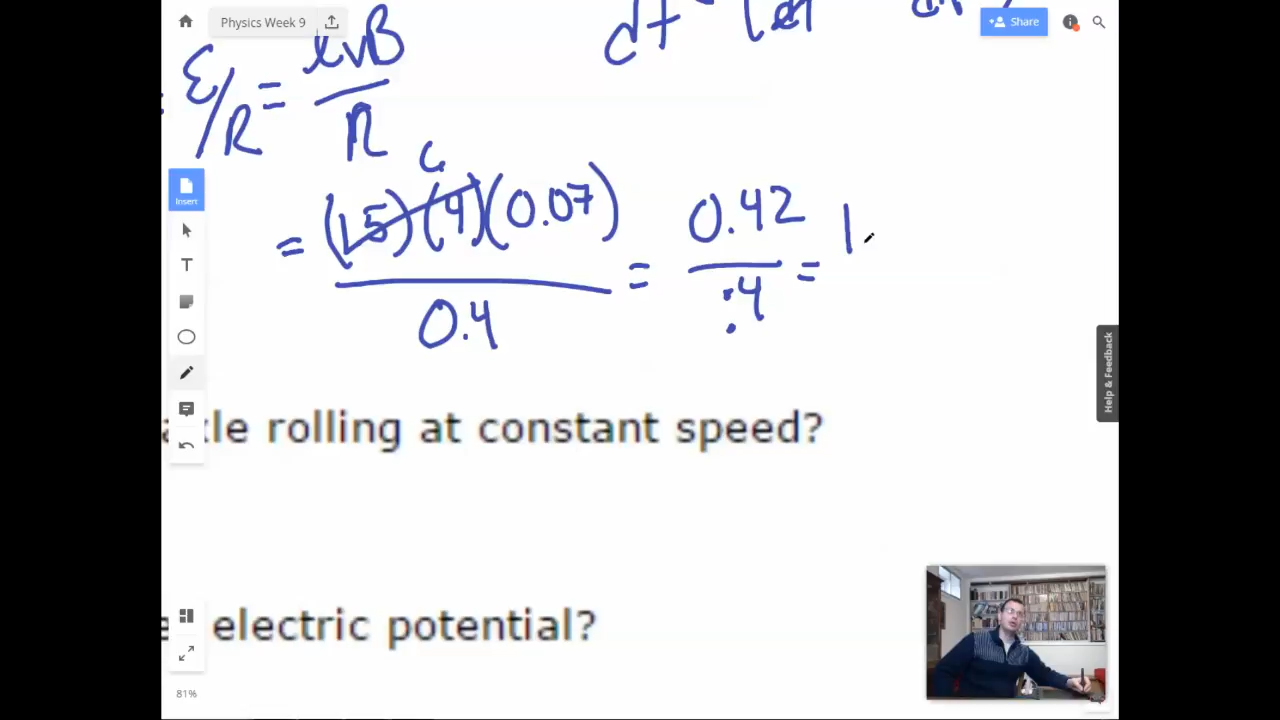 Physics Week 9
Share
ℰ/R = lvB/R
Insert
6
= (1.5)(4)(0.07)/0.4 = 0.42/.4 = 1.
T
Help & Feedback
xle rolling at constant speed?
electric potential?
81%